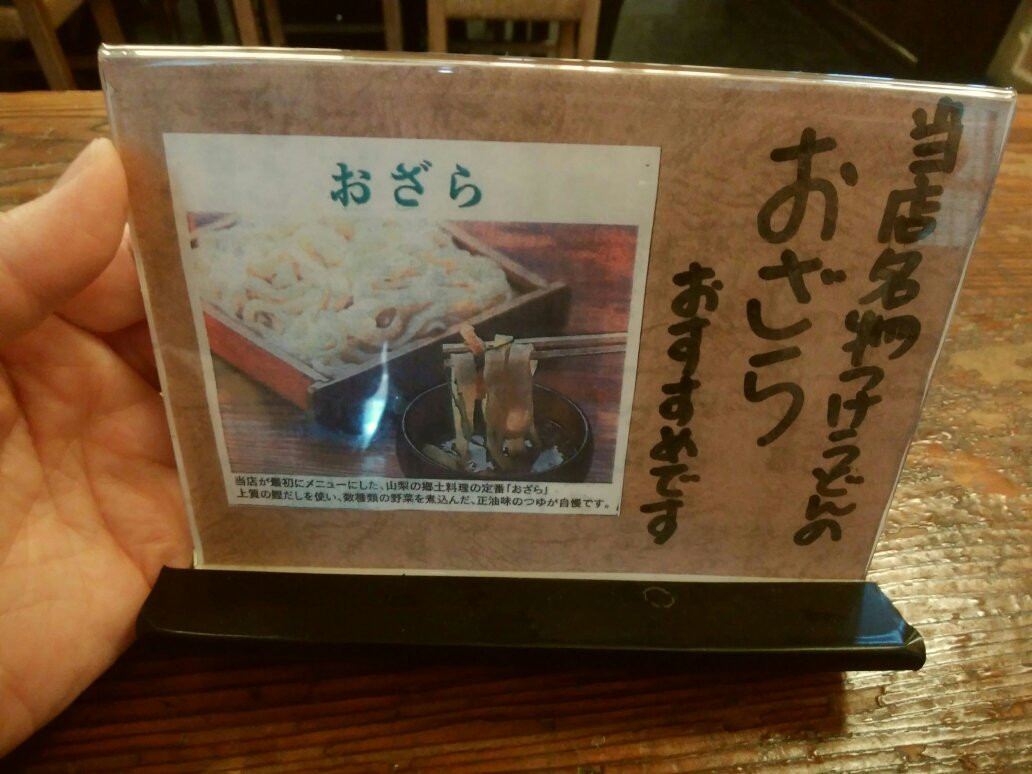 当店名物つけうどんの
おざら
おすすめです
おざら
当店が最初にメニューにした、山梨の郷土料理の定番「おざら」
上質の鰹だしを使い、数種類の野菜を煮込んだ、正油味のつゆが自慢です。